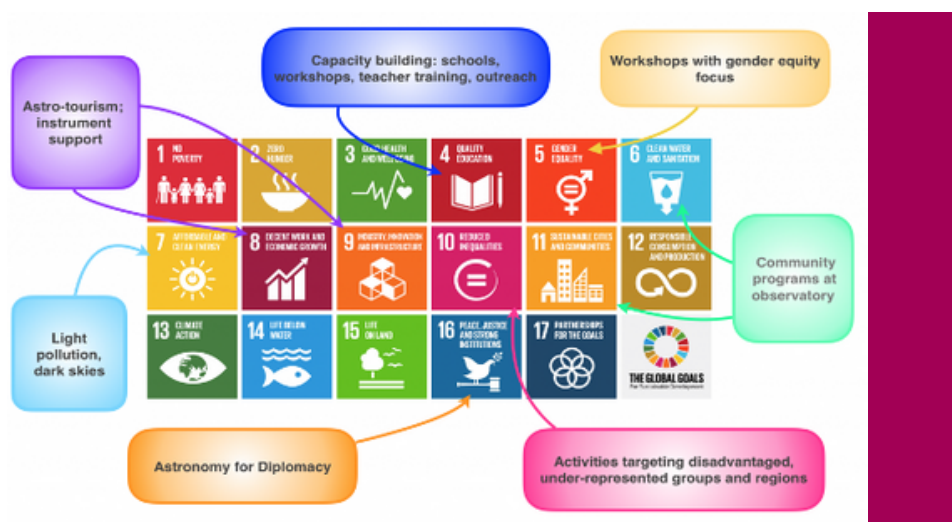 Capacity building: schools,
workshops, teacher training, outreach
Workshops with gender equity
focus
Astro-tourism;
instrument
support
1 NO
POVERTY
2 ZERO
HUNGER
3 GOOD HEALTH
AND WELL-BEING
4 QUALITY
EDUCATION
5 GENDER
EQUALITY
6 CLEAN WATER
AND SANITATION
7 AFFORDABLE AND
CLEAN ENERGY
8 DECENT WORK AND
ECONOMIC GROWTH
9 INDUSTRY, INNOVATION
AND INFRASTRUCTURE
10 REDUCED
INEQUALITIES
11 SUSTAINABLE CITIES
AND COMMUNITIES
12 RESPONSIBLE
CONSUMPTION
AND PRODUCTION
Community
programs at
observatory
Light
pollution,
dark skies
13 CLIMATE
ACTION
14 LIFE BELOW
WATER
15 LIFE
ON LAND
16 PEACE, JUSTICE
AND STRONG
INSTITUTIONS
17 PARTNERSHIPS
FOR THE GOALS
THE GLOBAL GOALS
For Sustainable Development
Astronomy for Diplomacy
Activities targeting disadvantaged,
under-represented groups and regions